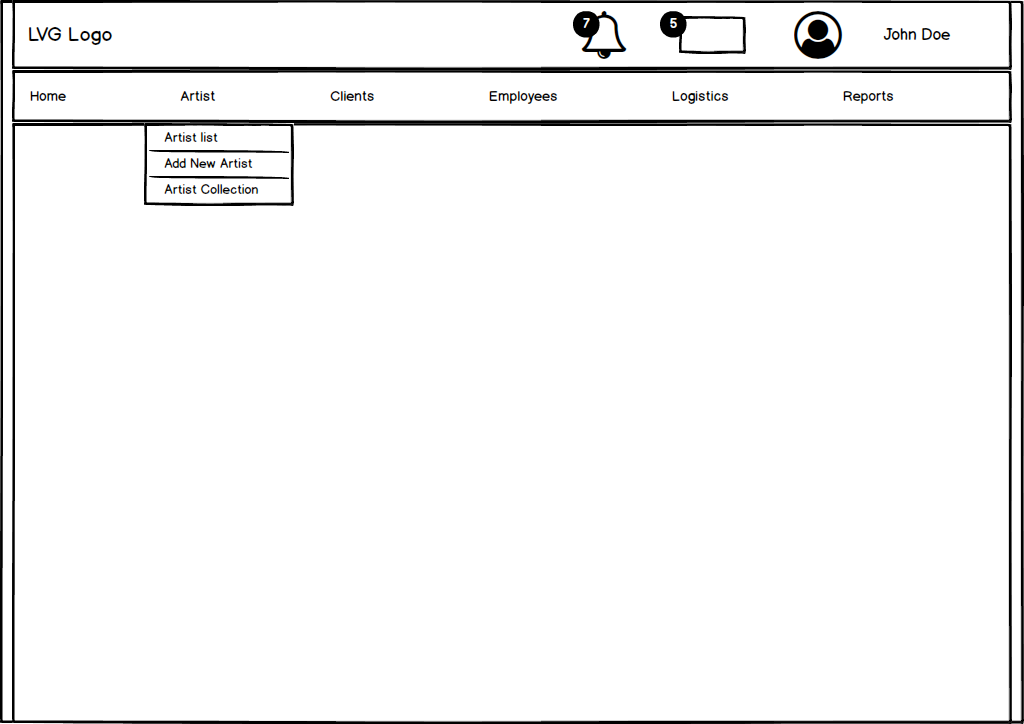 LVG Logo
7
5
John Doe
Home
Artist
Clients
Employees
Logistics
Reports
Artist list
Add New Artist
Artist Collection